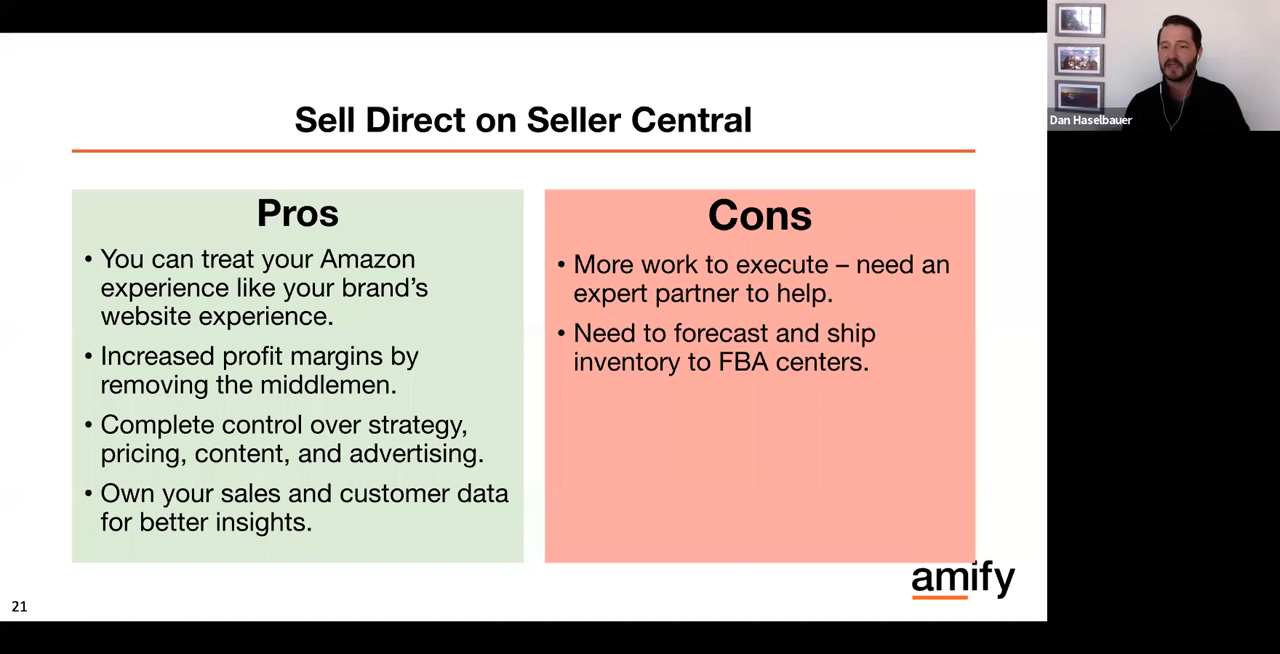 Sell Direct on Seller Central
Pros
• You can treat your Amazon
experience like your brand’s
website experience.
• Increased profit margins by
removing the middlemen.
• Complete control over strategy,
pricing, content, and advertising.
• Own your sales and customer data
for better insights.
Cons
• More work to execute – need an
expert partner to help.
• Need to forecast and ship
inventory to FBA centers.
amify
21
Dan Haselbauer